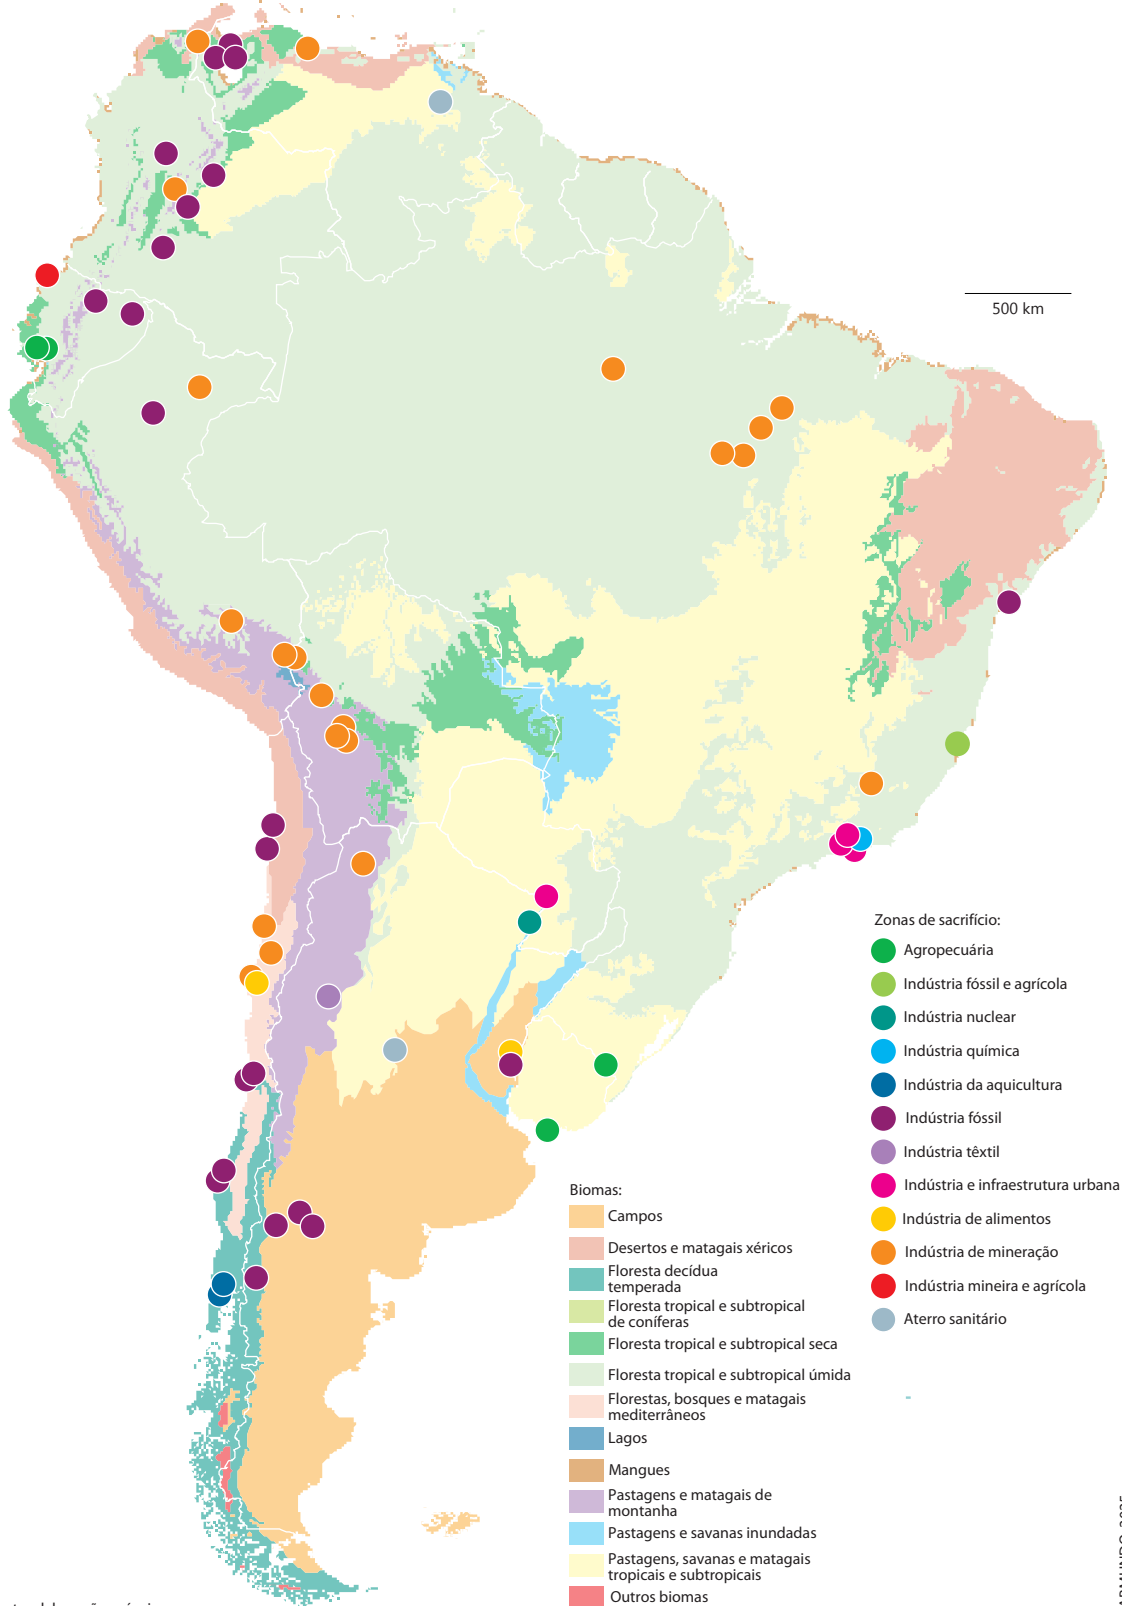 500 km
Zonas de sacrifício:
Agropecuária
Indústria fóssil e agrícola
Indústria nuclear
Indústria química
Indústria da aquicultura
Indústria fóssil
Indústria têxtil
Indústria e infraestrutura urbana
Indústria de alimentos
Indústria de mineração
Indústria mineira e agrícola
Aterro sanitário
Biomas:
Campos
Desertos e matagais xéricos
Floresta decídua
temperada
Floresta tropical e subtropical
de coníferas
Floresta tropical e subtropical seca
Floresta tropical e subtropical úmida
Florestas, bosques e matagais
mediterrâneos
Lagos
Mangues
Pastagens e matagais de
montanha
Pastagens e savanas inundadas
Pastagens, savanas e matagais
tropicais e subtropicais
Outros biomas